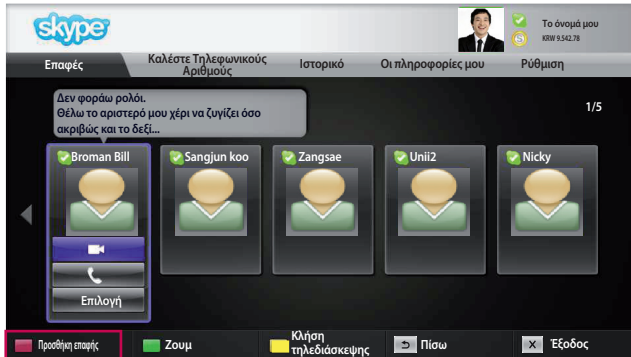 skype
Το όνομά μου
KRW 9.542.78
Επαφές
Καλέστε Τηλεφωνικούς
Αριθμούς
Ιστορικό
Οι πληροφορίες μου
Ρύθμιση
Δεν φοράω ρολόι.
Θέλω το αριστερό μου χέρι να ζυγίζει όσο
ακριβώς και το δεξί...
1/5
Broman Bill
Sangjun koo
Zangsae
Unii2
Nicky
Επιλογή
Προσθήκη επαφής
Ζουμ
Κλήση
τηλεδιάσκεψης
Πίσω
X Έξοδος